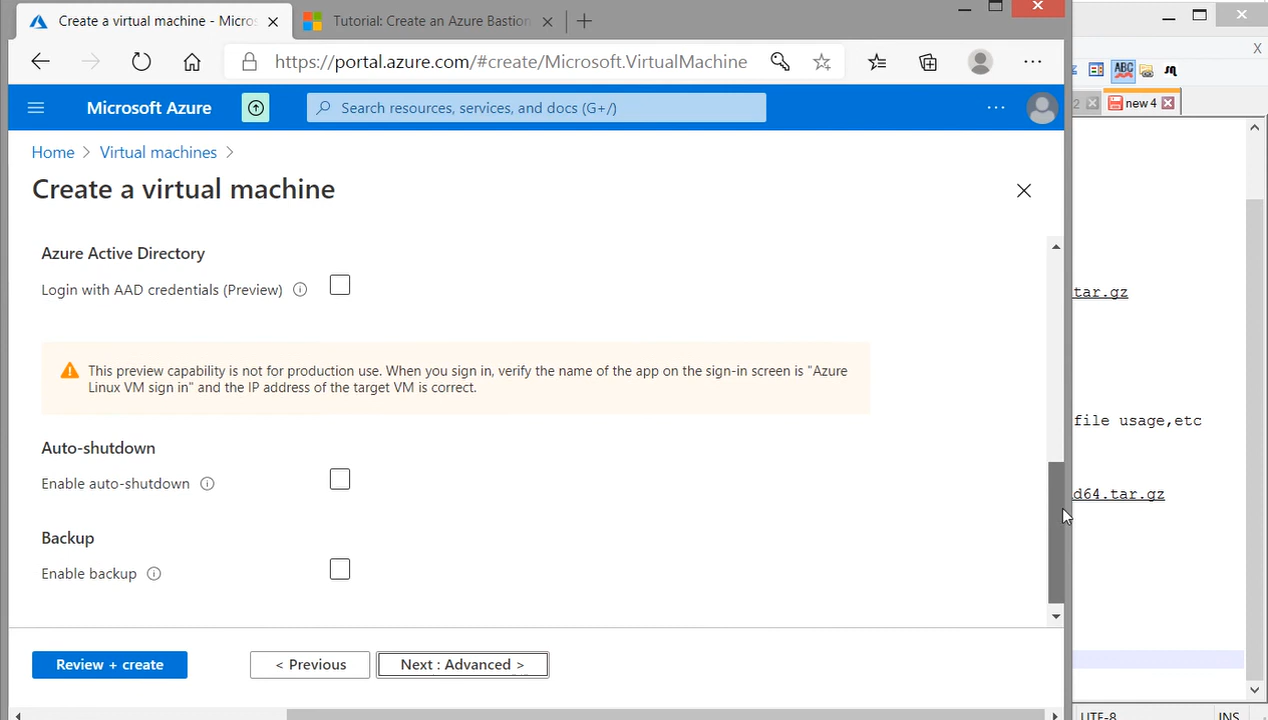 Create a virtual machine - Micros
Tutorial: Create an Azure Bastion
https://portal.azure.com/#create/Microsoft.VirtualMachine
ABC
2
new 4
Microsoft Azure
Search resources, services, and docs (G+/)
Home > Virtual machines >
Create a virtual machine
Azure Active Directory
Login with AAD credentials (Preview)
tar.gz
This preview capability is not for production use. When you sign in, verify the name of the app on the sign-in screen is "Azure
Linux VM sign in" and the IP address of the target VM is correct.
file usage,etc
Auto-shutdown
Enable auto-shutdown
d64.tar.gz
Backup
Enable backup
Review + create
< Previous
Next : Advanced >
UTF-8
INS